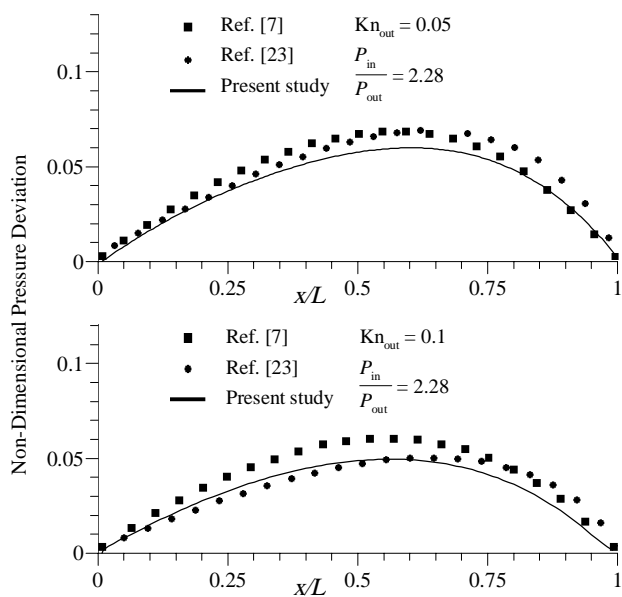 Non-Dimensional Pressure Deviation
Ref. [7]
Kn_out = 0.05
Ref. [23]
P_in
P_out
= 2.28
Present study
0.1
0.05
0
0
0.25
0.5
0.75
1
x/L
Ref. [7]
Kn_out = 0.1
Ref. [23]
P_in
P_out
= 2.28
Present study
0.1
0.05
0
0
0.25
0.5
0.75
1
x/L